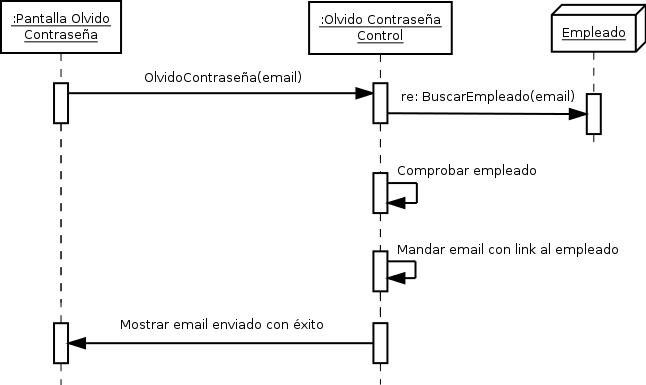 :Pantalla Olvido
Contraseña
:Olvido Contraseña
Control
Empleado
OlvidoContraseña(email)
re: BuscarEmpleado(email)
Comprobar empleado
Mandar email con link al empleado
Mostrar email enviado con éxito